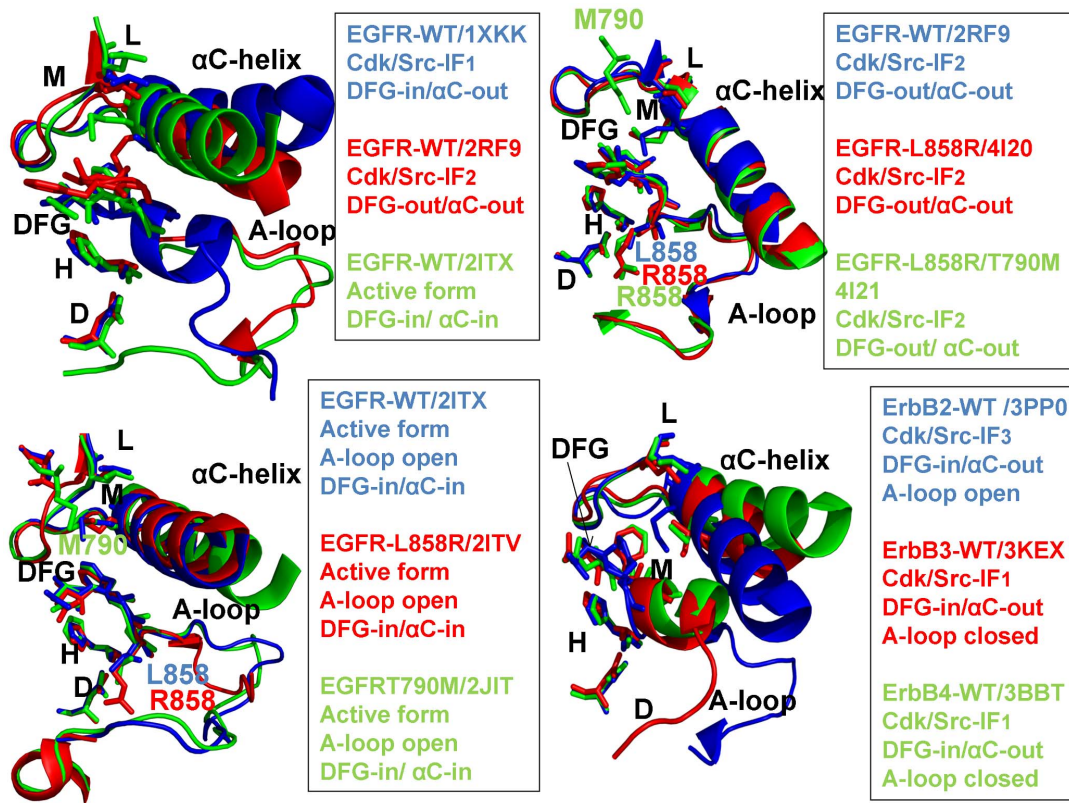 L
M
αC-helix
DFG
H
D
A-loop
EGFR-WT/1XKK
Cdk/Src-IF1
DFG-in/αC-out
EGFR-WT/2RF9
Cdk/Src-IF2
DFG-out/αC-out
EGFR-WT/2ITX
Active form
DFG-in/ αC-in
M790
L
αC-helix
M
DFG
H
L858
D
R858
R858
A-loop
EGFR-WT/2RF9
Cdk/Src-IF2
DFG-out/αC-out
EGFR-L858R/4I20
Cdk/Src-IF2
DFG-out/αC-out
EGFR-L858R/T790M
4I21
Cdk/Src-IF2
DFG-out/ αC-out
L
αC-helix
M
M790
DFG
A-loop
H
L858
D
R858
EGFR-WT/2ITX
Active form
A-loop open
DFG-in/αC-in
EGFR-L858R/2ITV
Active form
A-loop open
DFG-in/αC-in
EGFRT790M/2JIT
Active form
A-loop open
DFG-in/ αC-in
L
DFG
αC-helix
M
H
D
A-loop
ErbB2-WT /3PP0
Cdk/Src-IF3
DFG-in/αC-out
A-loop open
ErbB3-WT/3KEX
Cdk/Src-IF1
DFG-in/αC-out
A-loop closed
ErbB4-WT/3BBT
Cdk/Src-IF1
DFG-in/αC-out
A-loop closed